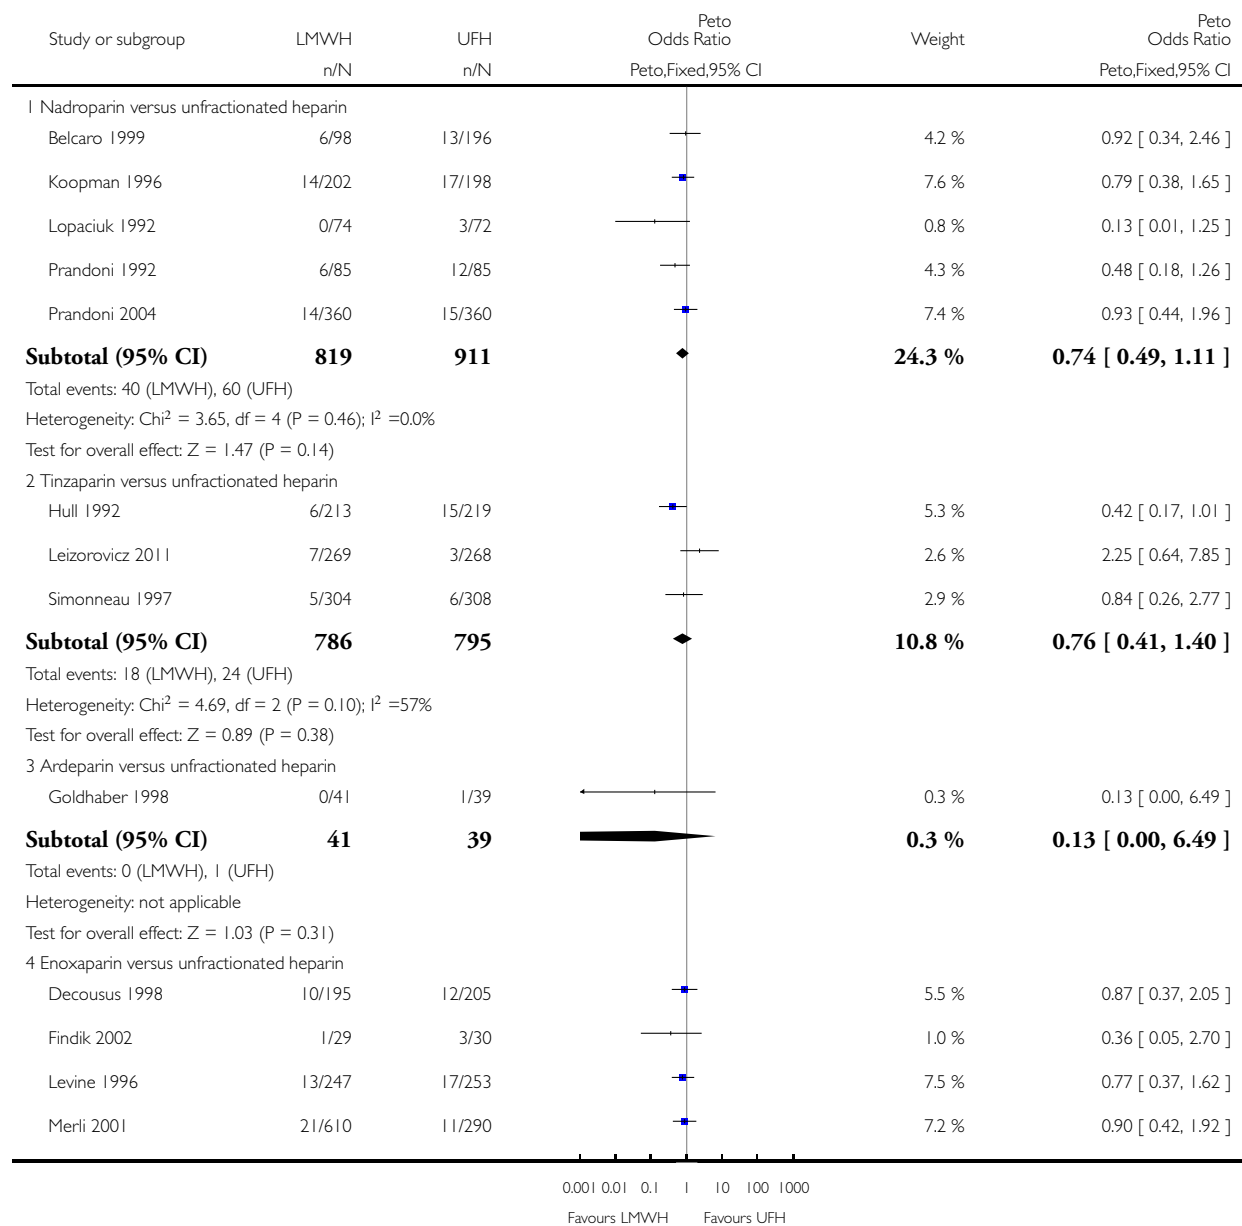 Peto Peto
Study or subgroup LMWH UFH Odds Ratio Weight Odds Ratio
n/N n/N Peto,Fixed,95% CI Peto,Fixed,95% CI
1 Nadroparin versus unfractionated heparin
Belcaro 1999 6/98 13/196 4.2 % 0.92 [ 0.34, 2.46 ]
Koopman 1996 14/202 17/198 7.6 % 0.79 [ 0.38, 1.65 ]
Lopaciuk 1992 0/74 3/72 0.8 % 0.13 [ 0.01, 1.25 ]
Prandoni 1992 6/85 12/85 4.3 % 0.48 [ 0.18, 1.26 ]
Prandoni 2004 14/360 15/360 7.4 % 0.93 [ 0.44, 1.96 ]
Subtotal (95% CI) 819 911 24.3 % 0.74 [ 0.49, 1.11 ]
Total events: 40 (LMWH), 60 (UFH)
Heterogeneity: Chi² = 3.65, df = 4 (P = 0.46); I² =0.0%
Test for overall effect: Z = 1.47 (P = 0.14)
2 Tinzaparin versus unfractionated heparin
Hull 1992 6/213 15/219 5.3 % 0.42 [ 0.17, 1.01 ]
Leizorovicz 2011 7/269 3/268 2.6 % 2.25 [ 0.64, 7.85 ]
Simonneau 1997 5/304 6/308 2.9 % 0.84 [ 0.26, 2.77 ]
Subtotal (95% CI) 786 795 10.8 % 0.76 [ 0.41, 1.40 ]
Total events: 18 (LMWH), 24 (UFH)
Heterogeneity: Chi² = 4.69, df = 2 (P = 0.10); I² =57%
Test for overall effect: Z = 0.89 (P = 0.38)
3 Ardeparin versus unfractionated heparin
Goldhaber 1998 0/41 1/39 0.3 % 0.13 [ 0.00, 6.49 ]
Subtotal (95% CI) 41 39 0.3 % 0.13 [ 0.00, 6.49 ]
Total events: 0 (LMWH), 1 (UFH)
Heterogeneity: not applicable
Test for overall effect: Z = 1.03 (P = 0.31)
4 Enoxaparin versus unfractionated heparin
Decousus 1998 10/195 12/205 5.5 % 0.87 [ 0.37, 2.05 ]
Findik 2002 1/29 3/30 1.0 % 0.36 [ 0.05, 2.70 ]
Levine 1996 13/247 17/253 7.5 % 0.77 [ 0.37, 1.62 ]
Merli 2001 21/610 11/290 7.2 % 0.90 [ 0.42, 1.92 ]
0.001 0.01 0.1 1 10 100 1000
Favours LMWH Favours UFH